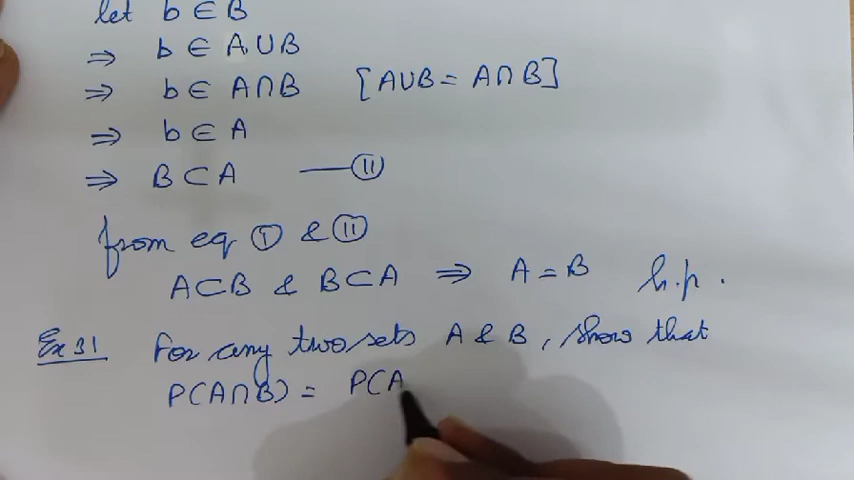 let b ∈ B
⇒ b ∈ A∪B
⇒ b ∈ A∩B [A∪B = A∩B]
⇒ b ∈ A
⇒ B⊂A —(II)
from eq (I) & (II)
A⊂B & B⊂A ⇒ A=B h.p.
Ex 31 For any two sets A & B, show that
P(A∩B) = P(A